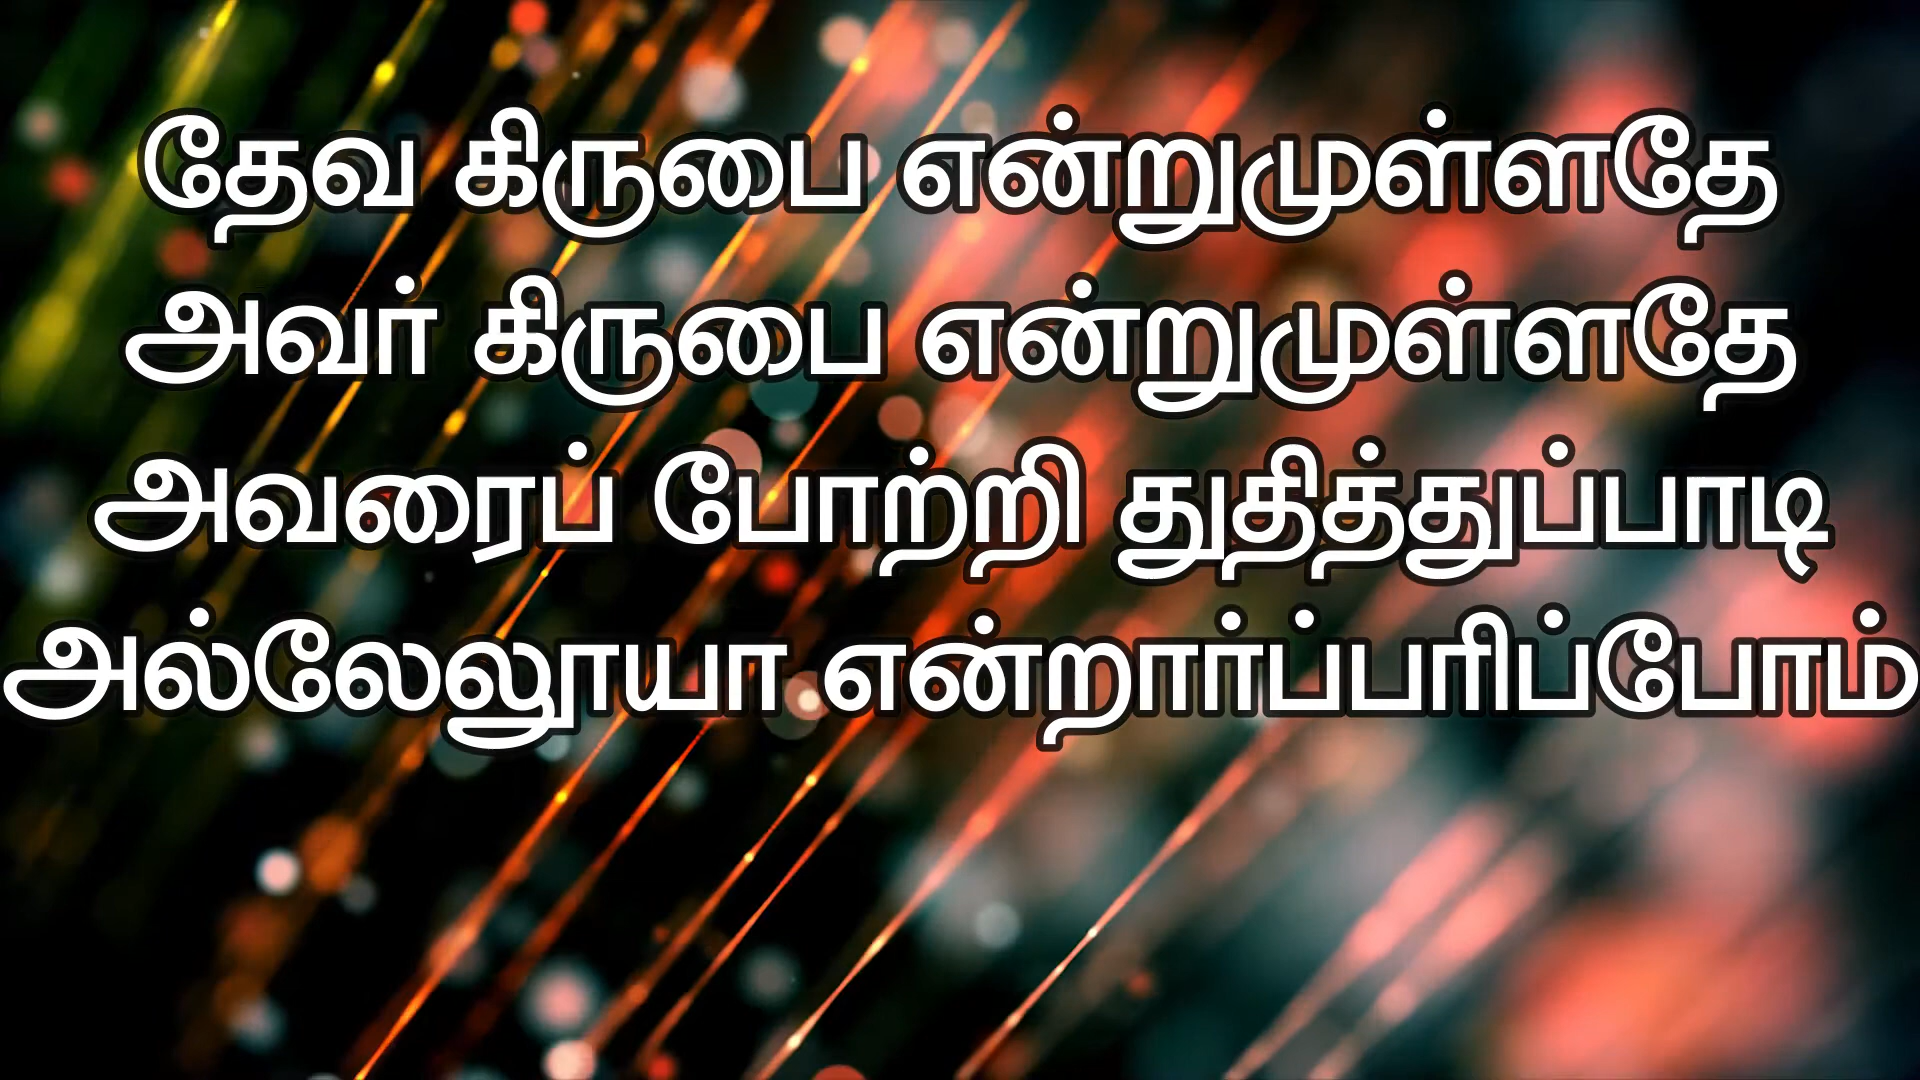 தேவ கிருபை என்றுமுள்ளதே
அவர் கிருபை என்றுமுள்ளதே
அவரைப் போற்றி துதித்துப்பாடி
அல்லேலூயா என்றார்ப்பரிப்போம்